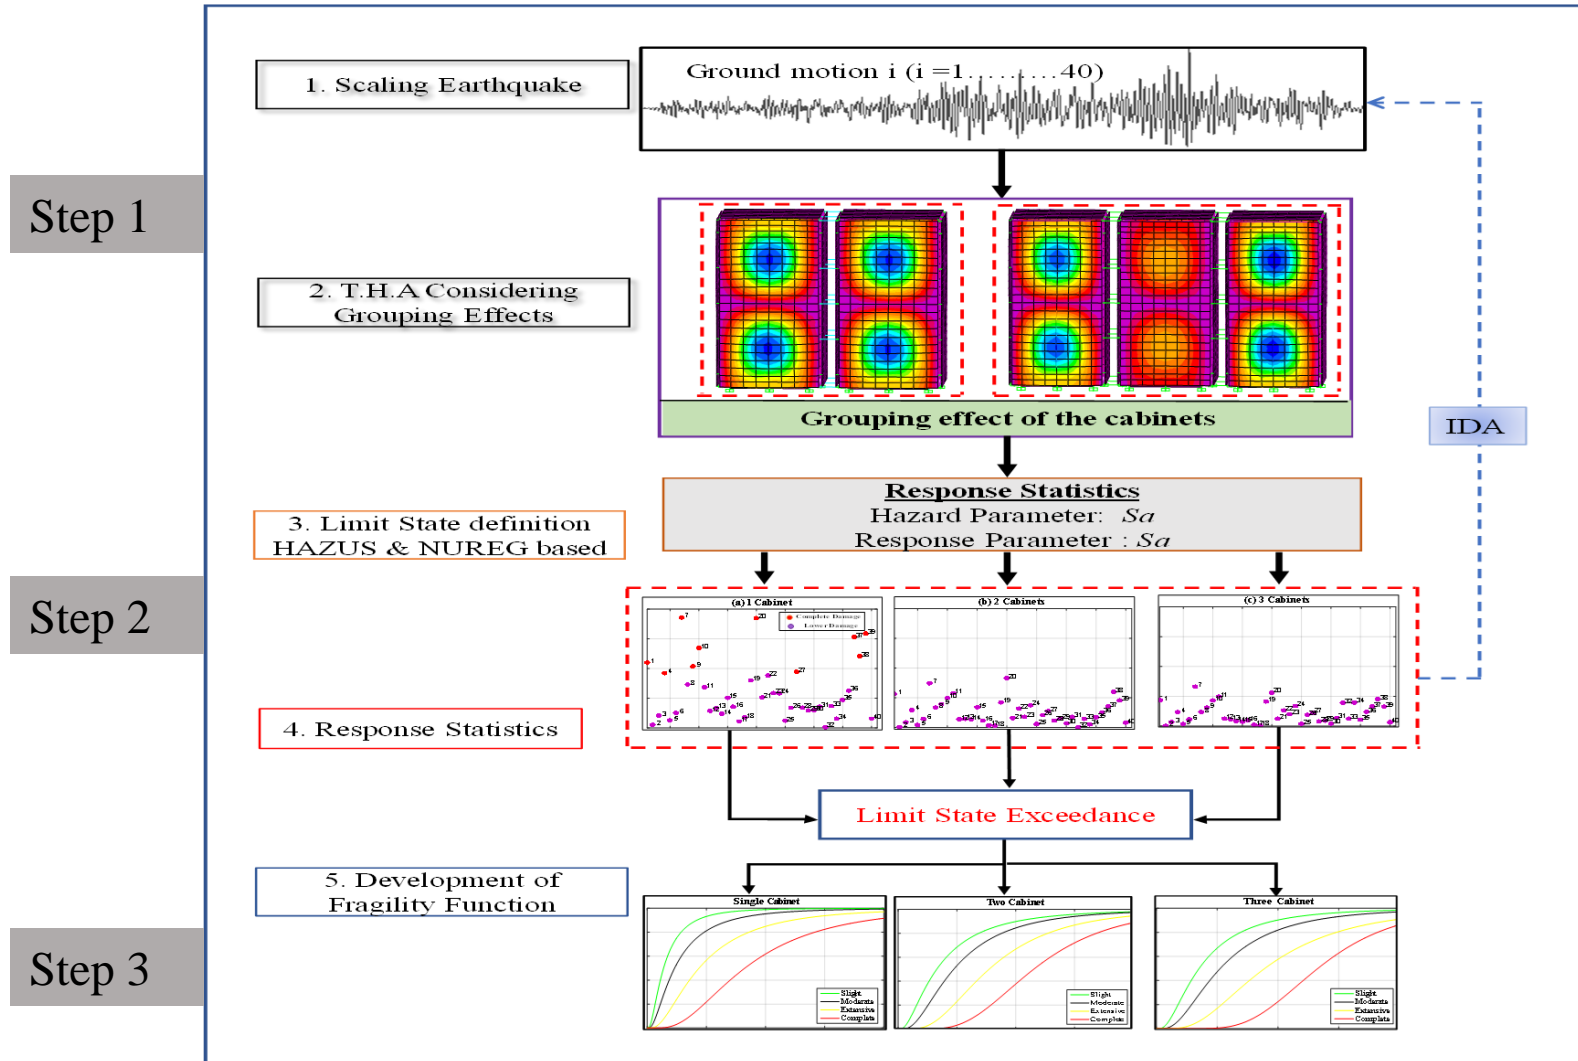 1. Scaling Earthquake
Ground motion i (i =1.........40)
Step 1
2. T.H.A Considering
Grouping Effects
Grouping effect of the cabinets
IDA
Response Statistics
Hazard Parameter: Sa
Response Parameter : Sa
3. Limit State definition
HAZUS & NUREG based
Step 2
(a) 1 Cabinet
Complete Damage
Lower Damage
(b) 2 Cabinets
(c) 3 Cabinets
4. Response Statistics
Limit State Exceedance
5. Development of
Fragility Function
Step 3
Single Cabinet
Slight
Moderate
Extensive
Complete
Two Cabinet
Slight
Moderate
Extensive
Complete
Three Cabinet
Slight
Moderate
Extensive
Complete